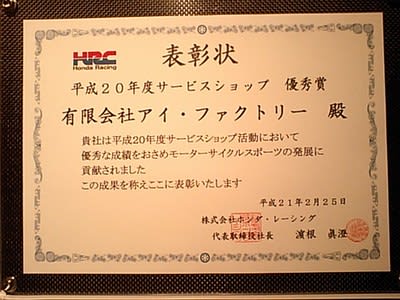 HRC
Honda Racing
表彰状
平成20年度サービスショップ 優秀賞
有限会社アイ・ファクトリー 殿
貴社は平成20年度サービスショップ活動において
優秀な成績をおさめモーターサイクルスポーツの発展に
貢献されました
この成果を称えここに表彰いたします
平成21年2月25日
株式会社ホンダ・レーシング
代表取締役社長 濵根 眞澄